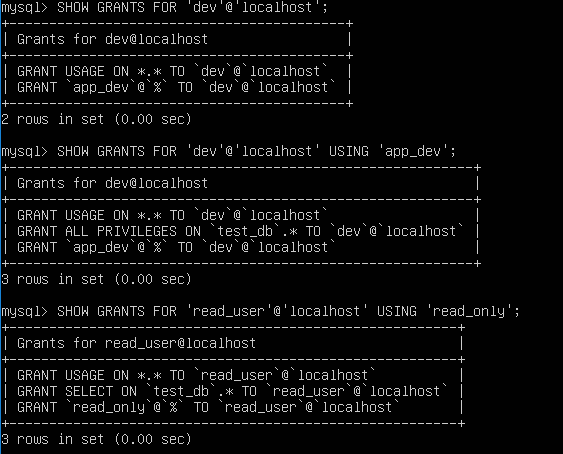 mysql> SHOW GRANTS FOR 'dev'@'localhost';
+------------------------------------------+
| Grants for dev@localhost                 |
+------------------------------------------+
| GRANT USAGE ON *.* TO `dev`@`localhost`  |
| GRANT `app_dev`@`%` TO `dev`@`localhost` |
+------------------------------------------+
2 rows in set (0.00 sec)
mysql> SHOW GRANTS FOR 'dev'@'localhost' USING 'app_dev';
+----------------------------------------------------------+
| Grants for dev@localhost                                 |
+----------------------------------------------------------+
| GRANT USAGE ON *.* TO `dev`@`localhost`                  |
| GRANT ALL PRIVILEGES ON `test_db`.* TO `dev`@`localhost` |
| GRANT `app_dev`@`%` TO `dev`@`localhost`                 |
+----------------------------------------------------------+
3 rows in set (0.00 sec)
mysql> SHOW GRANTS FOR 'read_user'@'localhost' USING 'read_only';
+--------------------------------------------------------+
| Grants for read_user@localhost                         |
+--------------------------------------------------------+
| GRANT USAGE ON *.* TO `read_user`@`localhost`          |
| GRANT SELECT ON `test_db`.* TO `read_user`@`localhost` |
| GRANT `read_only`@`%` TO `read_user`@`localhost`       |
+--------------------------------------------------------+
3 rows in set (0.00 sec)